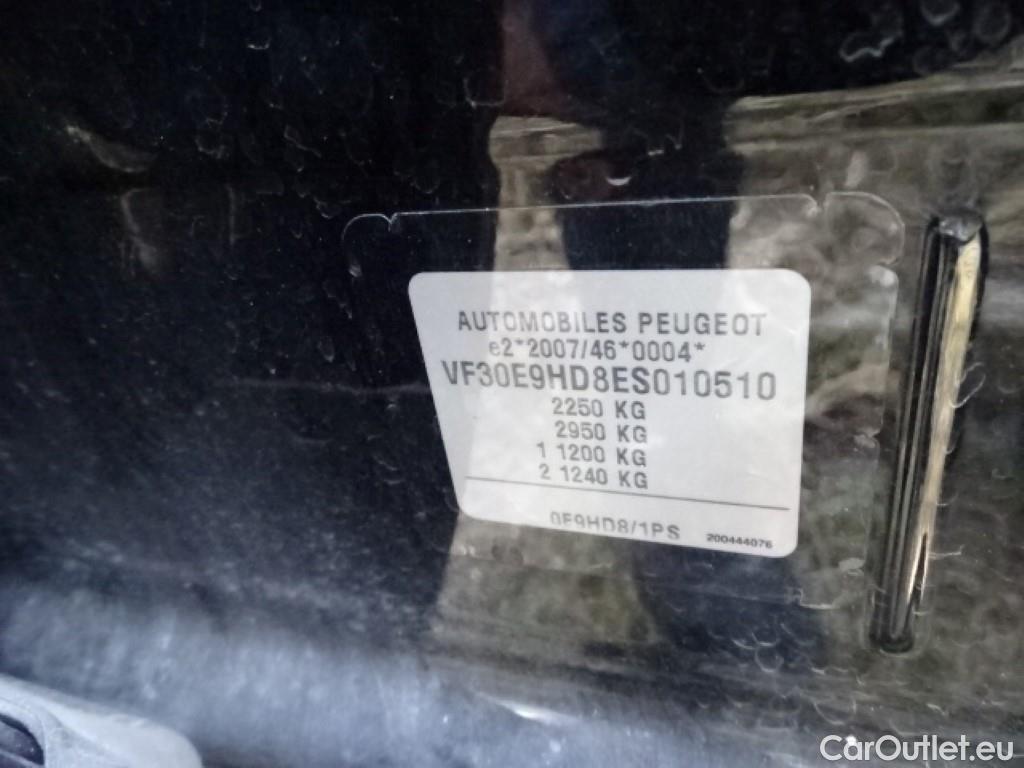 AUTOMOBILES PEUGEOT
e2*2007/46*0004*
VF30E9HD8ES010510
2250 KG
2950 KG
1 1200 KG
2 1240 KG
0E9HD8/1PS
200444076
CarOutlet.eu